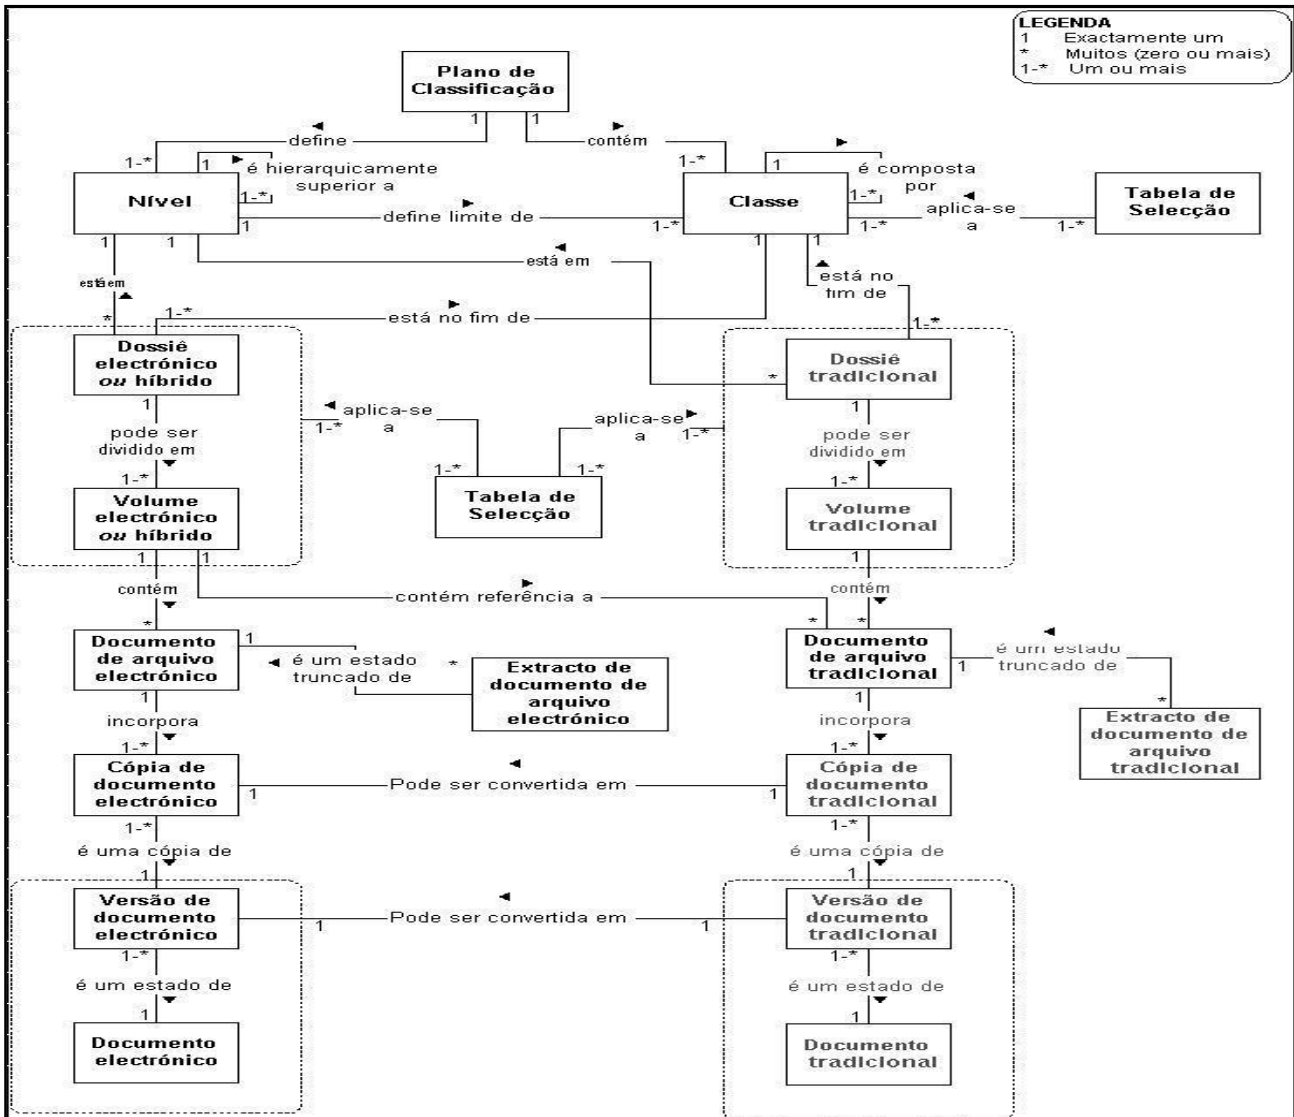 LEGENDA
1 Exactamente um
* Muitos (zero ou mais)
1-* Um ou mais
Plano de
Classificação
1
1
define
contém
1-*
1
é hierarquicamente
superior a
1-*
1-*
1
é composta
por
1-*
Nível
Classe
Tabela de
Selecção
1
define limite de
1-*
1-*
aplica-se
a
1-*
1
1
1
1
está em
está em
está no
fim de
*
1-*
está no fim de
1-*
Dossiê
electrónico
ou híbrido
Dossiê
tradicional
*
1
aplica-se
a
1-*
aplica-se
a
1-*
1
pode ser
dividido em
pode ser
dividido em
1-*
1-*
1-*
1-*
Volume
electrónico
ou híbrido
Tabela de
Selecção
Volume
tradicional
1
1
1
contém
contém referência a
contém
*
*
*
Documento
de arquivo
electrónico
1
é um estado
truncado de
*
Extracto de
documento de
arquivo
electrónico
Documento
de arquivo
tradicional
1
é um estado
truncado de
*
Extracto de
documento de
arquivo
tradicional
1
1
incorpora
incorpora
1-*
1-*
Cópia de
documento
electrónico
1
Pode ser convertida em
1
Cópia de
documento
tradicional
1-*
1-*
é uma cópia de
é uma cópia de
1
1
Versão de
documento
electrónico
1
Pode ser convertida em
1
Versão de
documento
tradicional
1-*
1-*
é um estado de
é um estado de
1
1
Documento
electrónico
Documento
tradicional